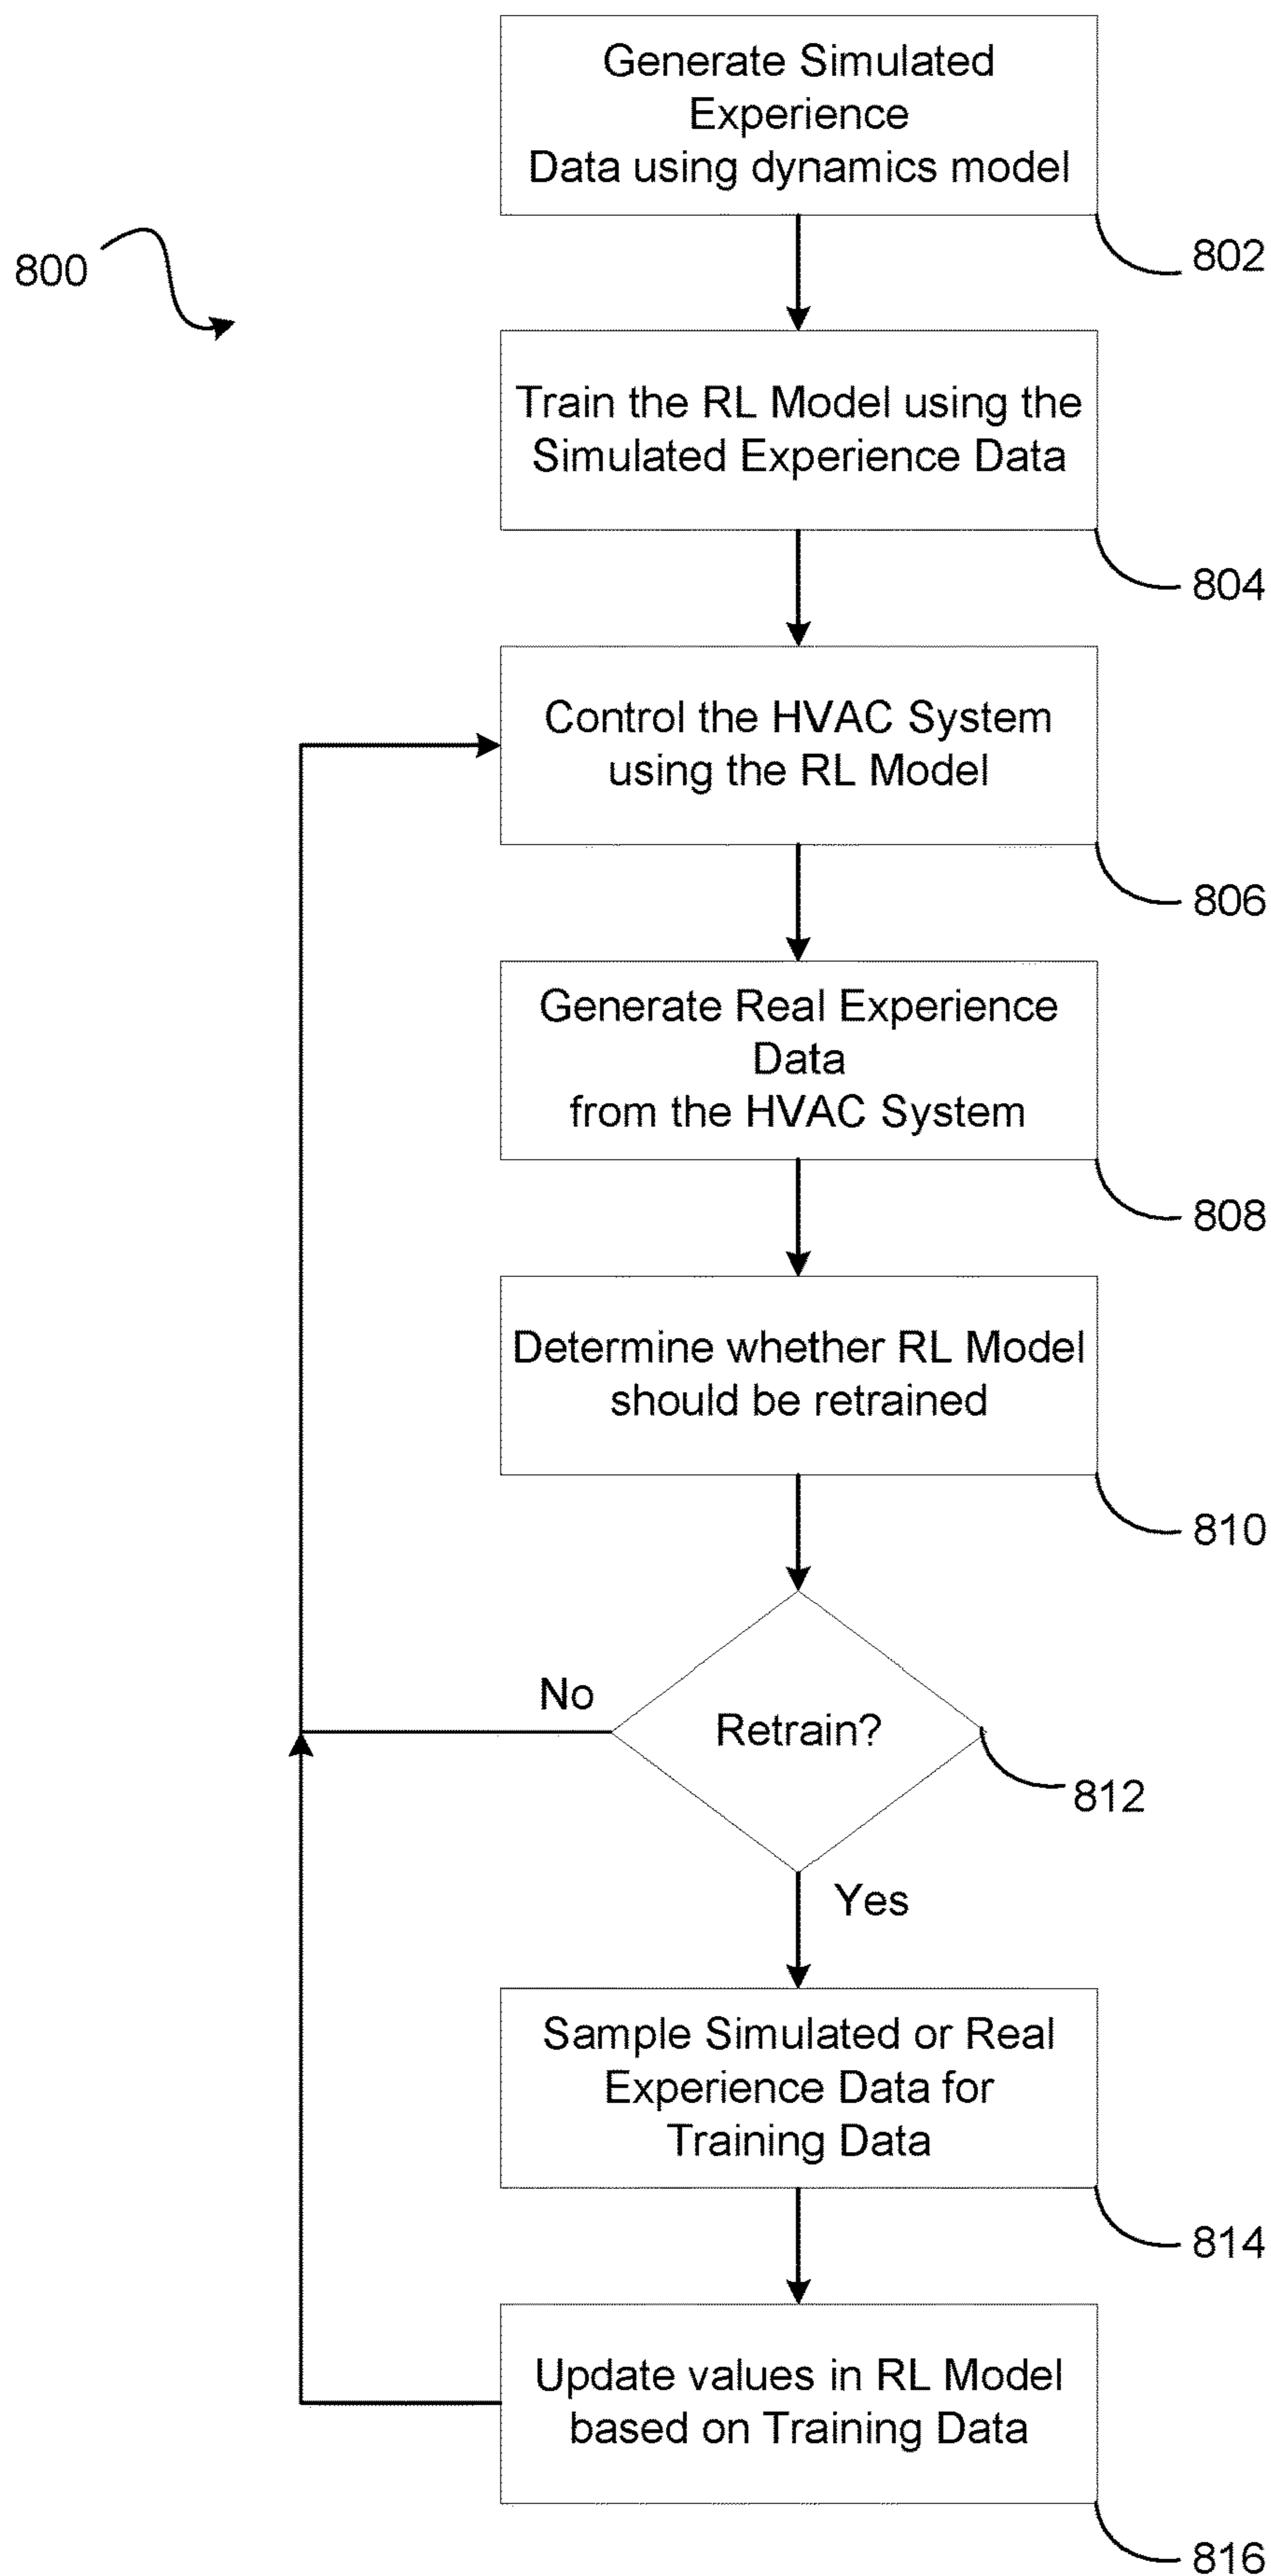 Generate Simulated
Experience
Data using dynamics model
802
800
Train the RL Model using the
Simulated Experience Data
804
Control the HVAC System
using the RL Model
806
Generate Real Experience
Data
from the HVAC System
808
Determine whether RL Model
should be retrained
810
No
Retrain?
812
Yes
Sample Simulated or Real
Experience Data for
Training Data
814
Update values in RL Model
based on Training Data
816